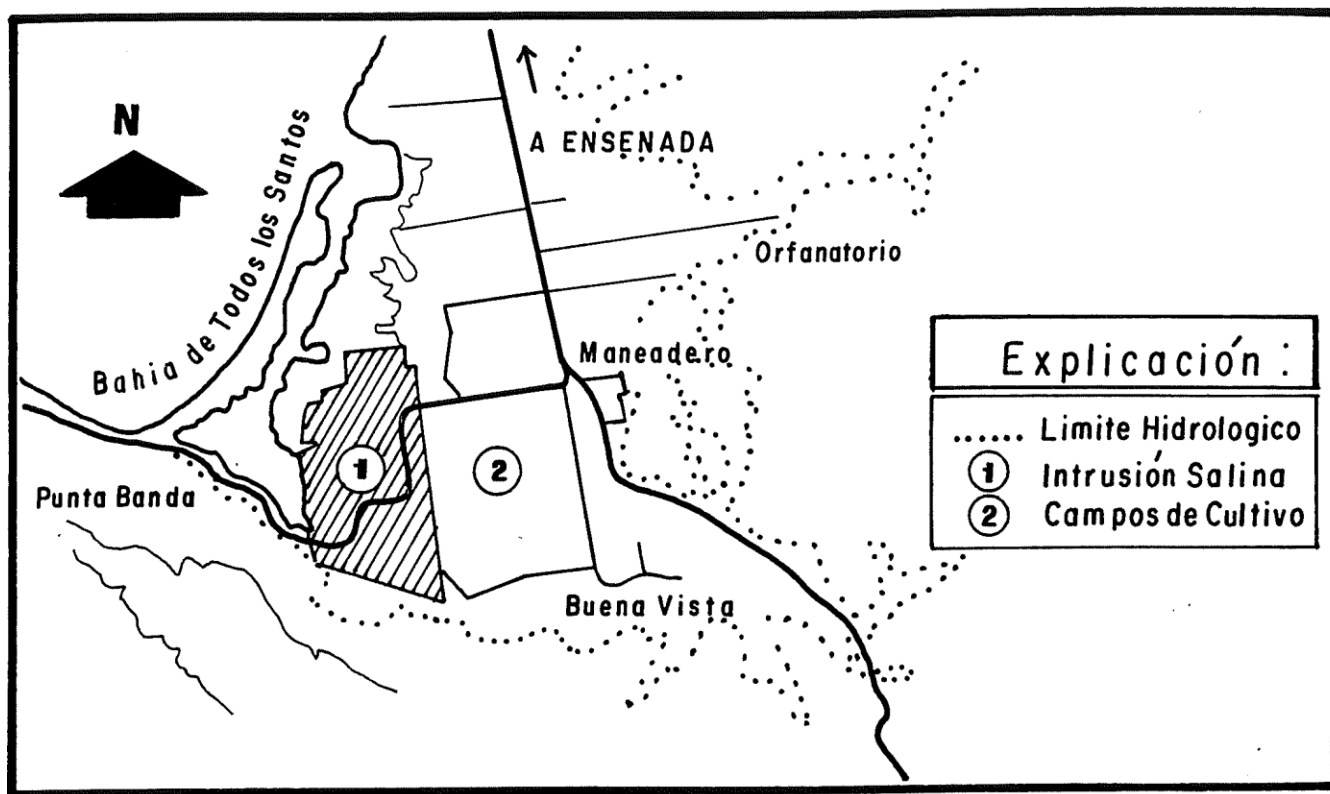 N
Bahia de Todos los Santos
A ENSENADA
Orfanatorio
Maneadero
1
2
Punta Banda
Buena Vista
Explicación :
...... Limite Hidrologico
1 Intrusión Salina
2 Campos de Cultivo